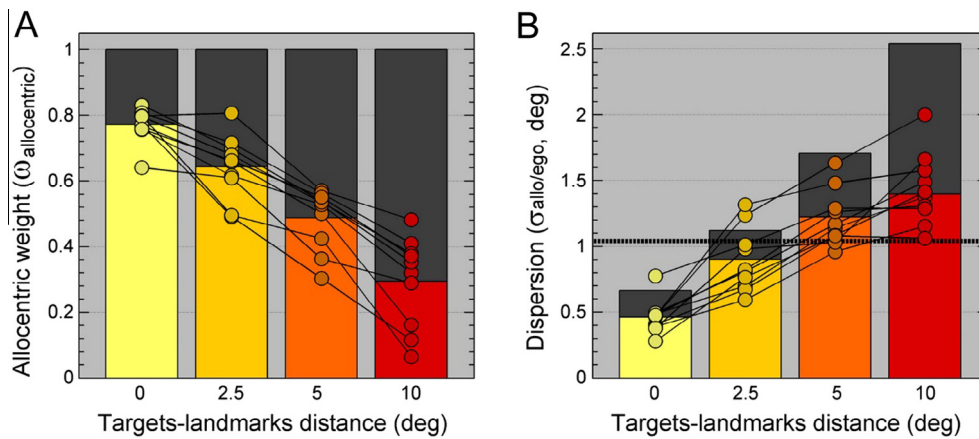 A
Allocentric weight (ω allocentric)
1
0.8
0.6
0.4
0.2
0
0 2.5 5 10
Targets-landmarks distance (deg)
B
Dispersion (σ allo/ego, deg)
2.5
2
1.5
1
0.5
0
0 2.5 5 10
Targets-landmarks distance (deg)